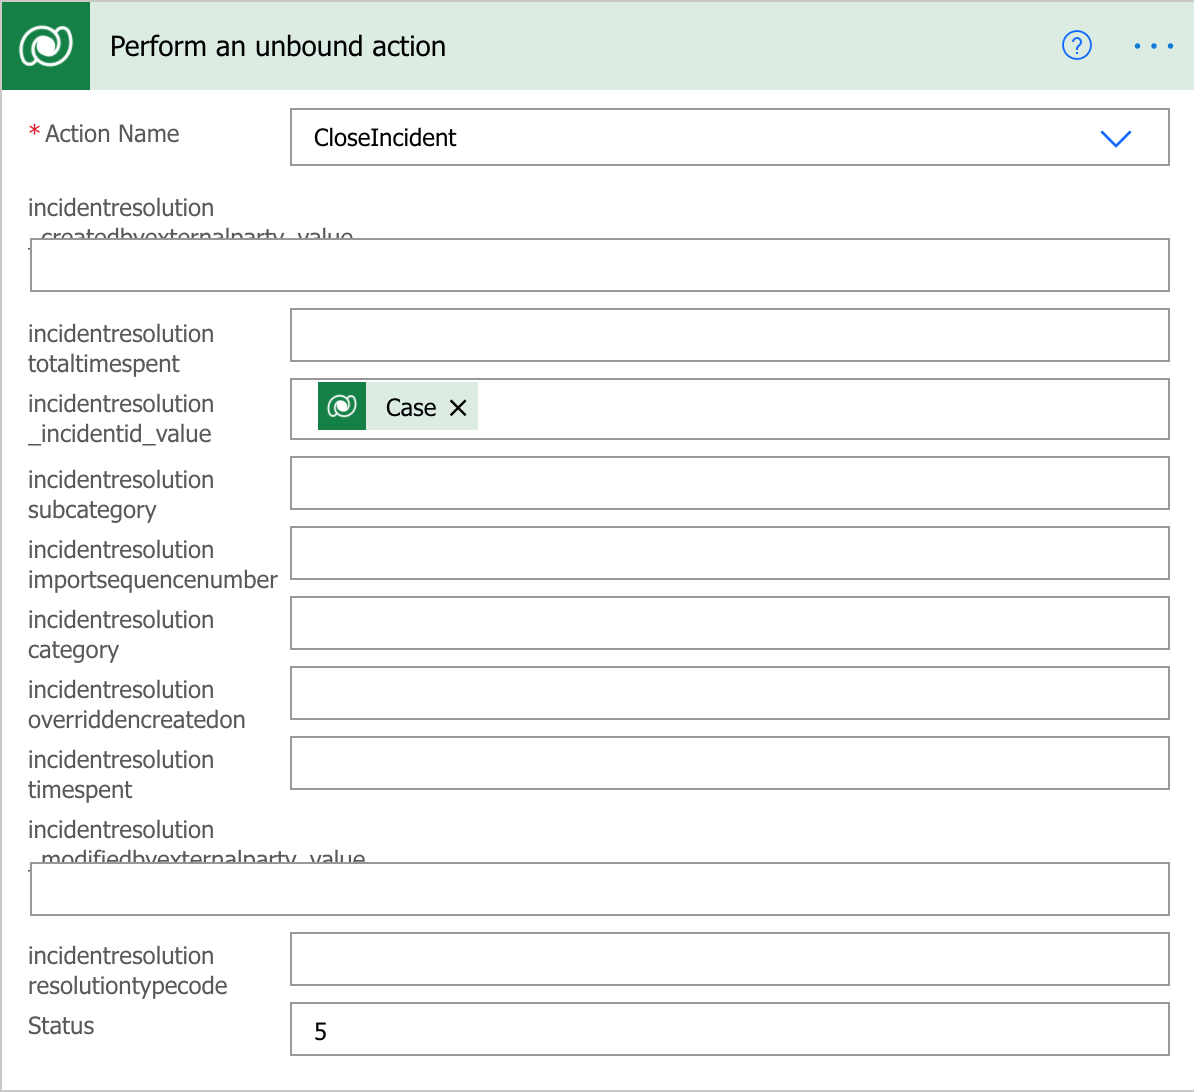 Perform an unbound action
?
* Action Name
CloseIncident
incidentresolution
_createdbyexternalparty_value
incidentresolution
totaltimespent
incidentresolution
_incidentid_value
Case
incidentresolution
subcategory
incidentresolution
importsequencenumber
incidentresolution
category
incidentresolution
overriddencreatedon
incidentresolution
timespent
incidentresolution
_modifiedbyexternalparty_value
incidentresolution
resolutiontypecode
Status
5